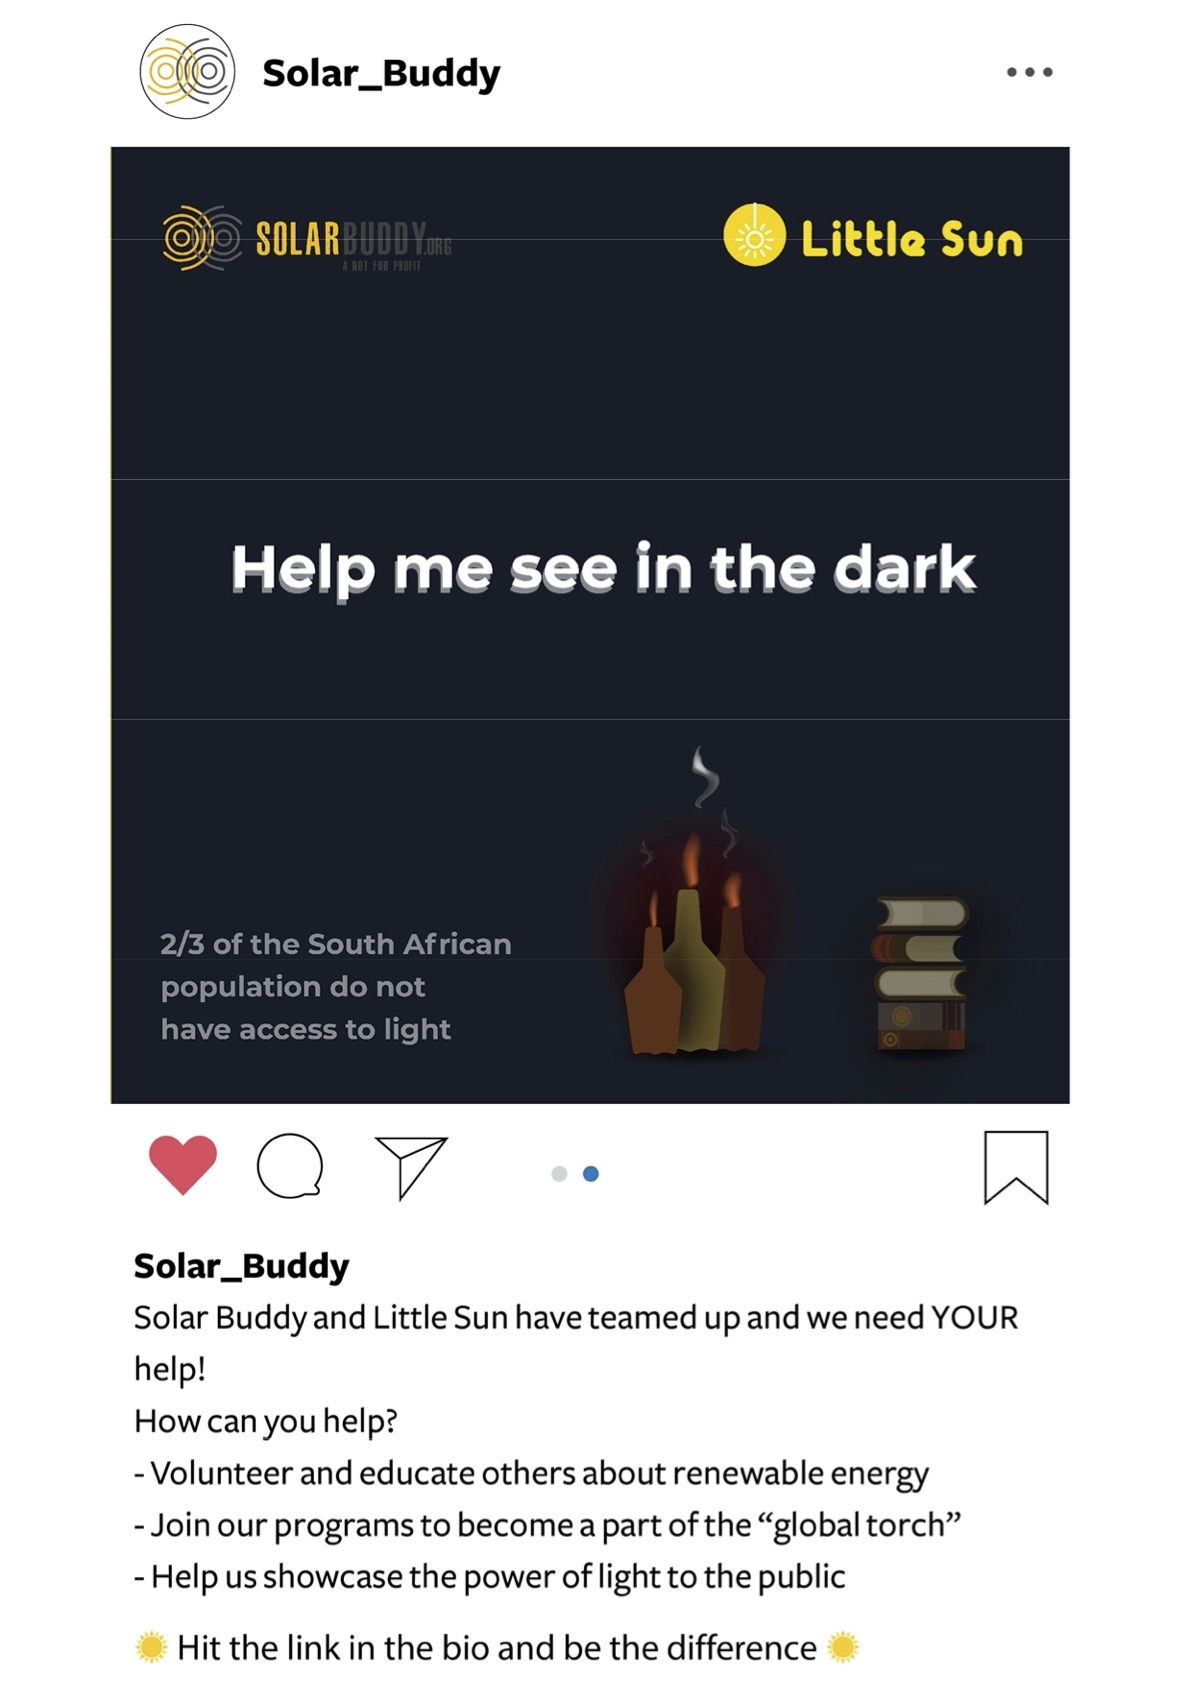 Solar_Buddy
SOLARBUDDY.ORG
A NOT FOR PROFIT
Little Sun
Help me see in the dark
2/3 of the South African
population do not
have access to light
Solar_Buddy
Solar Buddy and Little Sun have teamed up and we need YOUR
help!
How can you help?
- Volunteer and educate others about renewable energy
- Join our programs to become a part of the “global torch”
- Help us showcase the power of light to the public
☀ Hit the link in the bio and be the difference ☀